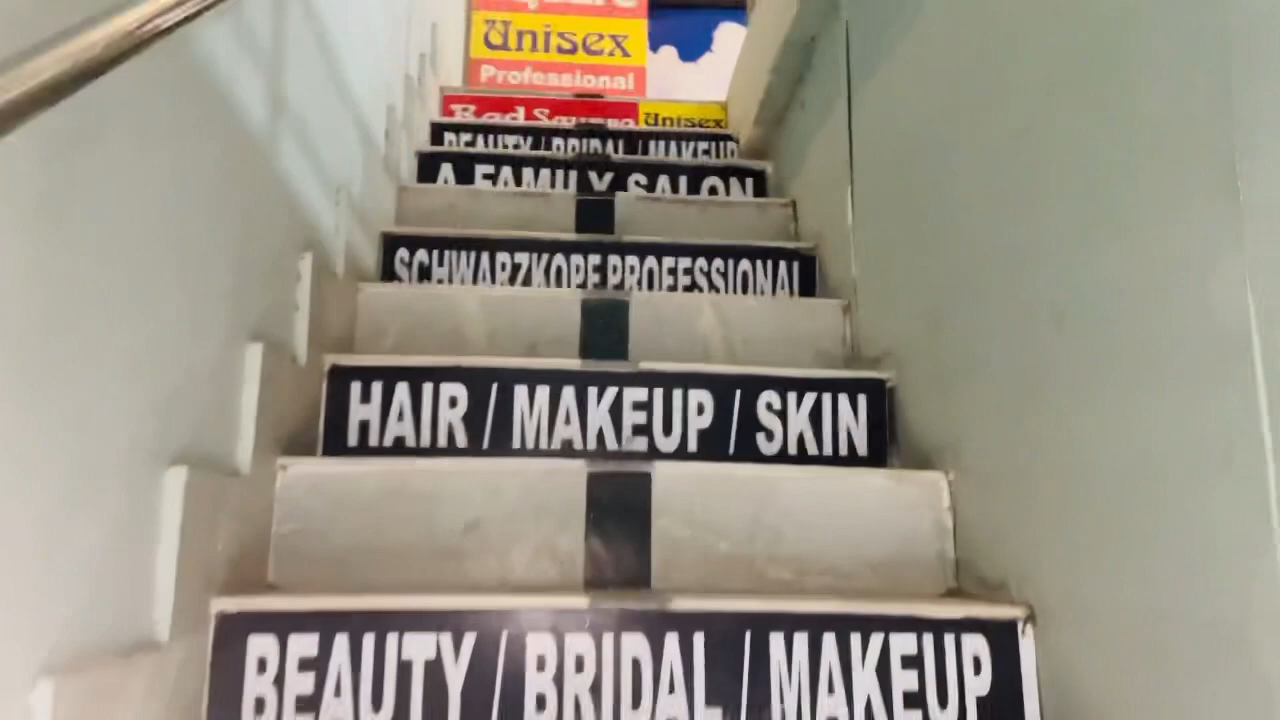 Unisex
Professional
Unisex
BEAUTY / BRIDAL / MAKEUP
A FAMILY SALON
SCHWARZKOPF PROFESSIONAL
HAIR / MAKEUP / SKIN
BEAUTY / BRIDAL / MAKEUP